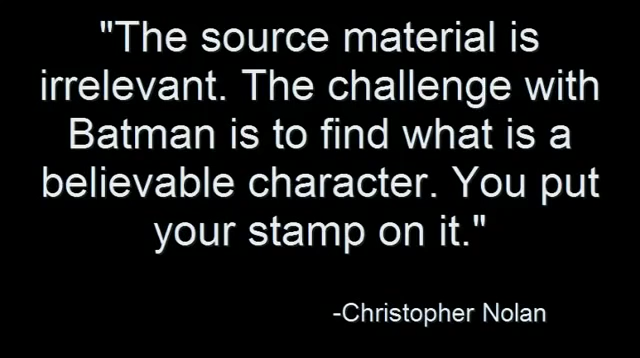 "The source material is
irrelevant. The challenge with
Batman is to find what is a
believable character. You put
your stamp on it."
-Christopher Nolan